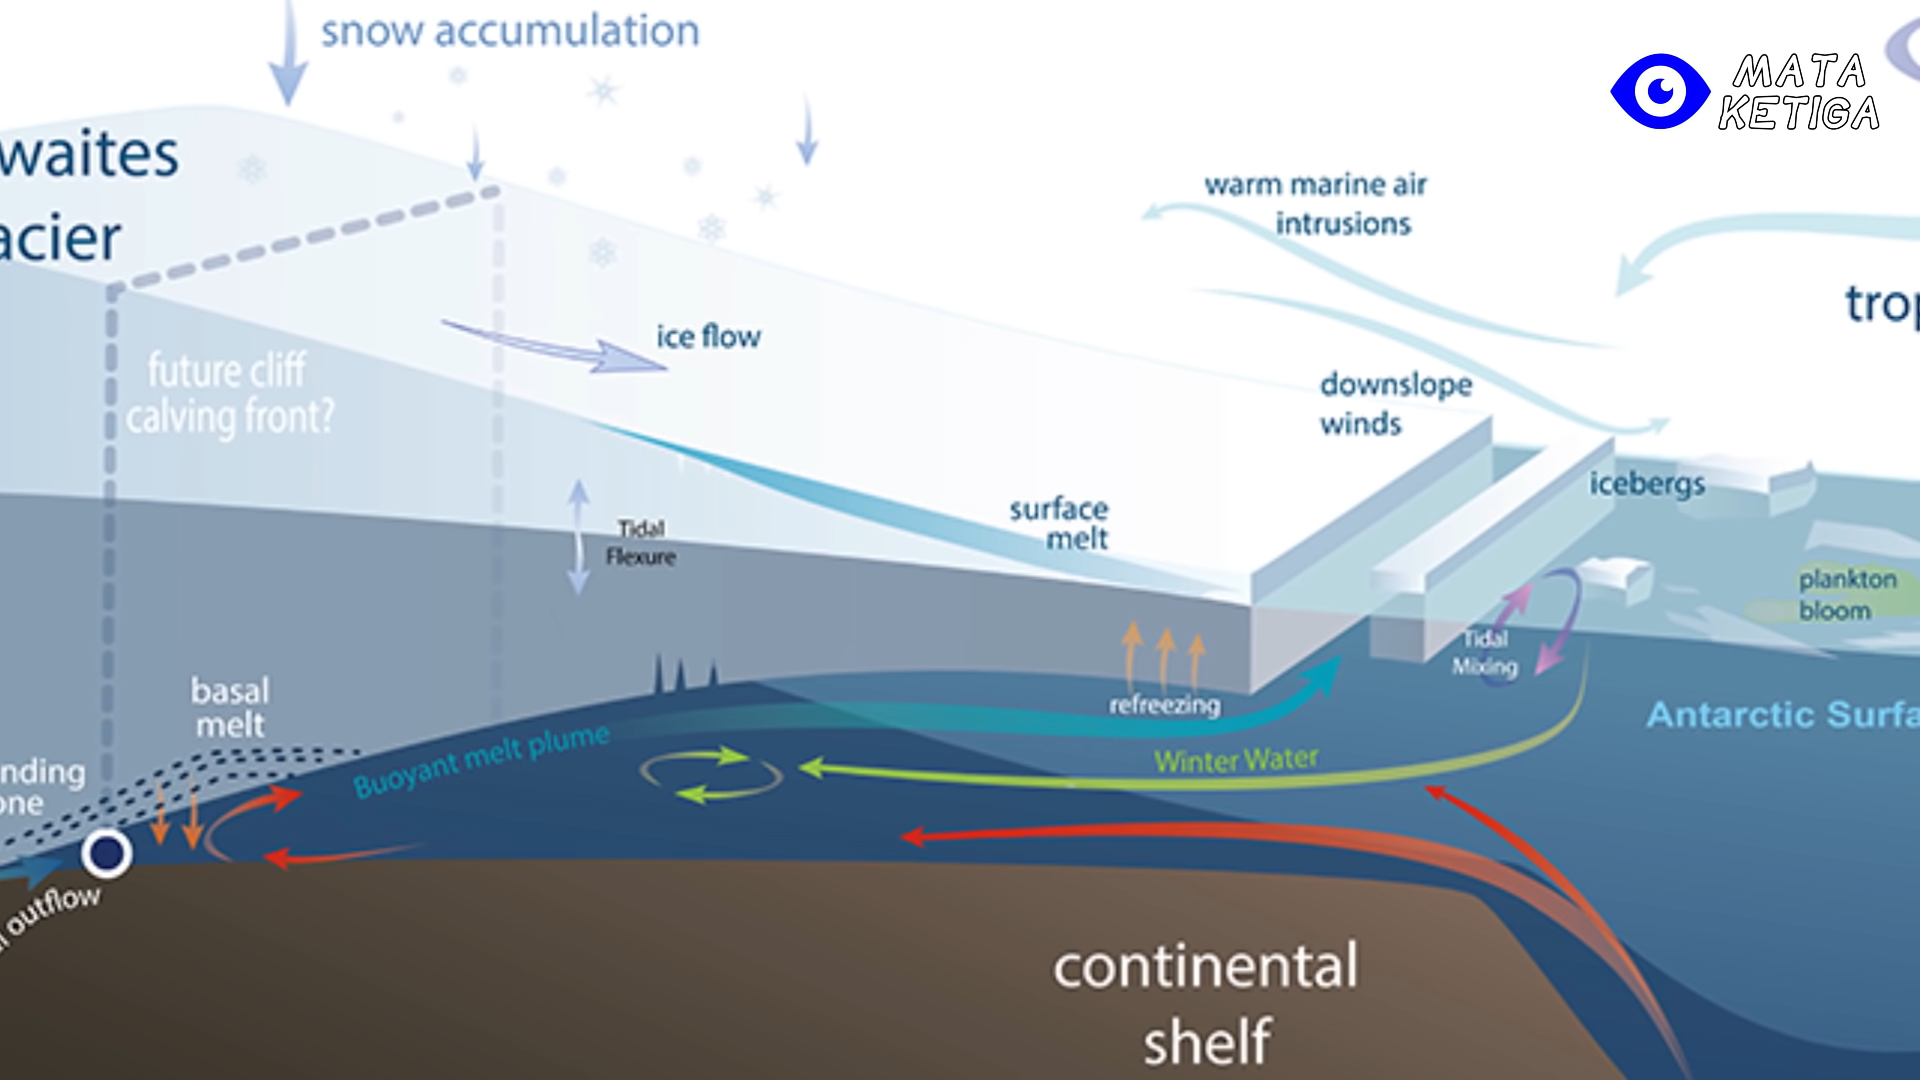 snow accumulation
MATA
KETIGA
waites
acier
warm marine air
intrusions
trop
ice flow
future cliff
calving front?
downslope
winds
icebergs
surface
melt
Tidal
Flexure
plankton
bloom
Tidal
Mixing
basal
melt
refreezing
Antarctic Surfa
Buoyant melt plume
Winter Water
nding
one
outflow
continental
shelf